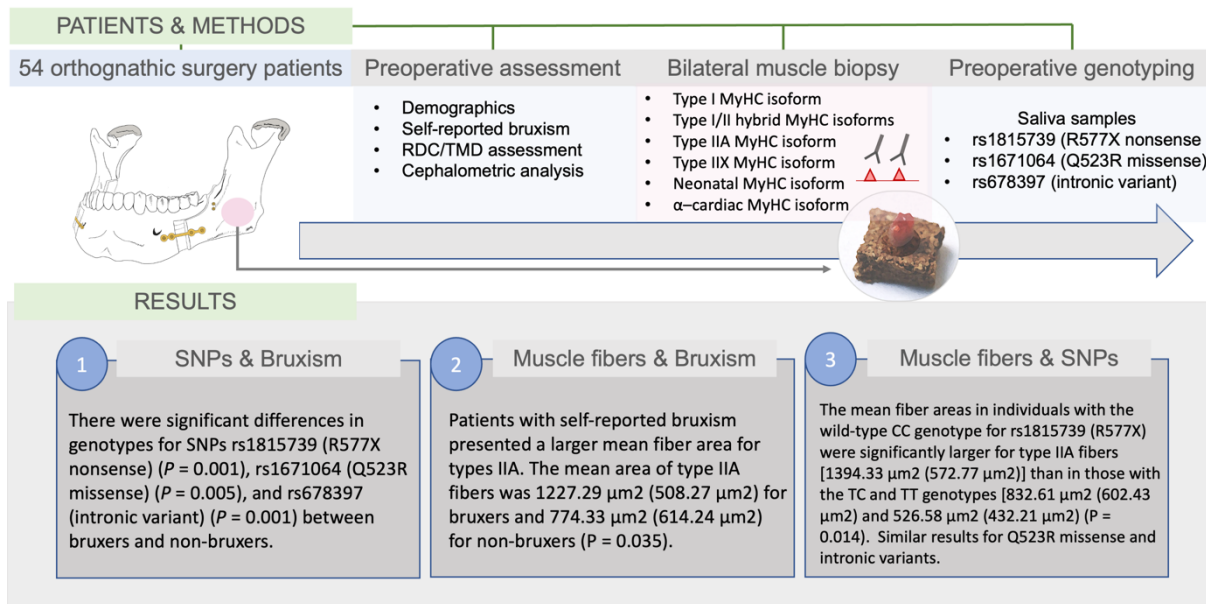 PATIENTS & METHODS
54 orthognathic surgery patients
Preoperative assessment
• Demographics
• Self-reported bruxism
• RDC/TMD assessment
• Cephalometric analysis
Bilateral muscle biopsy
• Type I MyHC isoform
• Type I/II hybrid MyHC isoforms
• Type IIA MyHC isoform
• Type IIX MyHC isoform
• Neonatal MyHC isoform
• α–cardiac MyHC isoform
Preoperative genotyping
Saliva samples
• rs1815739 (R577X nonsense
• rs1671064 (Q523R missense)
• rs678397 (intronic variant)
RESULTS
1
SNPs & Bruxism
There were significant differences in
genotypes for SNPs rs1815739 (R577X
nonsense) (P = 0.001), rs1671064 (Q523R
missense) (P = 0.005), and rs678397
(intronic variant) (P = 0.001) between
bruxers and non-bruxers.
2
Muscle fibers & Bruxism
Patients with self-reported bruxism
presented a larger mean fiber area for
types IIA. The mean area of type IIA
fibers was 1227.29 μm2 (508.27 μm2) for
bruxers and 774.33 μm2 (614.24 μm2)
for non-bruxers (P = 0.035).
3
Muscle fibers & SNPs
The mean fiber areas in individuals with the
wild-type CC genotype for rs1815739 (R577X)
were significantly larger for type IIA fibers
[1394.33 μm2 (572.77 μm2)] than in those with
the TC and TT genotypes [832.61 μm2 (602.43
μm2) and 526.58 μm2 (432.21 μm2) (P =
0.014). Similar results for Q523R missense and
intronic variants.